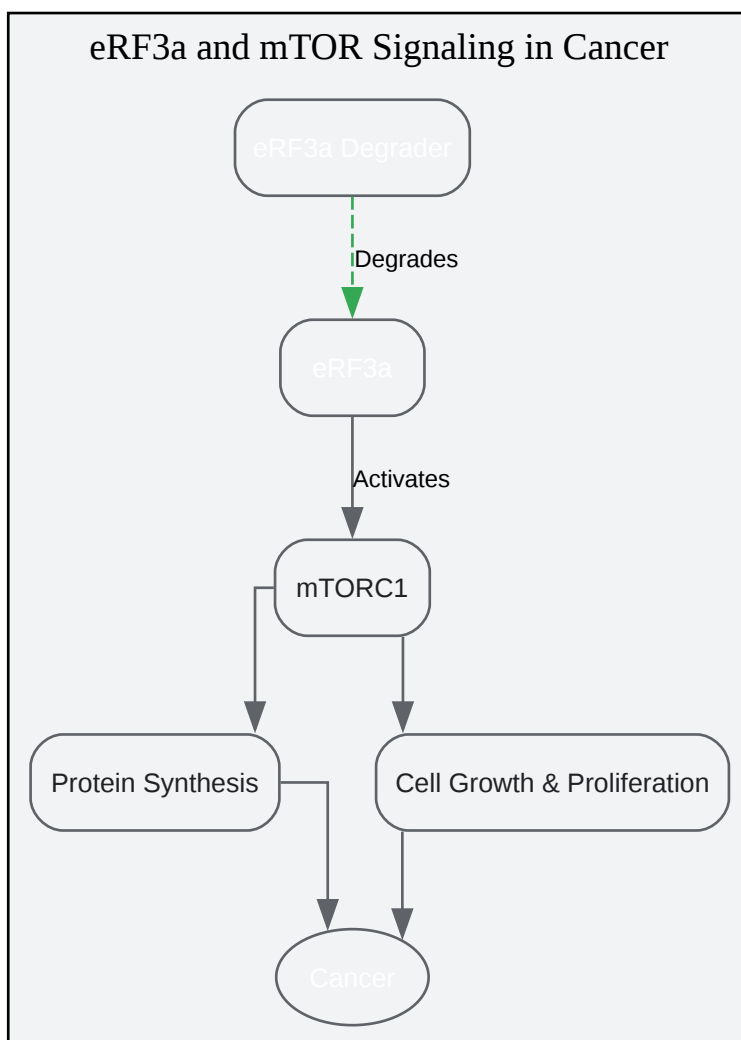 eRF3a and mTOR Signaling in Cancer
eRF3a Degrader
Degrades
eRF3a
Activates
mTORC1
Protein Synthesis
Cell Growth & Proliferation
Cancer